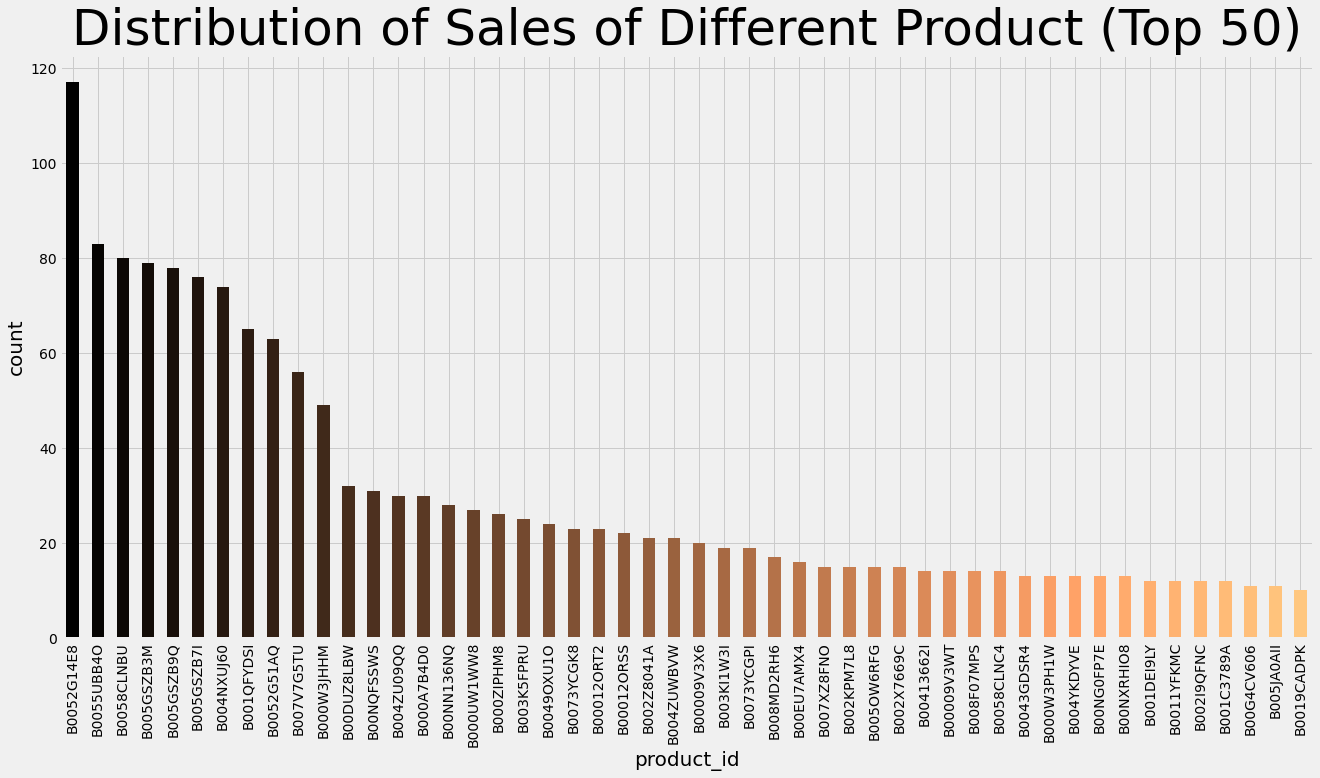 Distribution of Sales of Different Product (Top 50)
120
100
80
60
40
20
0
count
B0052G14E8
B0055UBB4O
B0058CLNBU
B005GSZB3M
B005GSZB9Q
B005GSZB7I
B004NXUJ60
B001QFYDSI
B0052G51AQ
B007V7G5TU
B000W3JHHM
B00DUZ8LBW
B00NQFSSWS
B004ZU09QQ
B000A7B4D0
B00NN136NQ
B000UW1WW8
B000ZIPHM8
B003K5FPRU
B0049OXU1O
B0073YCGK8
B00012ORT2
B00012ORSS
B002Z8041A
B004ZUWBVW
B00009V3X6
B003KI1W3I
B0073YCGPI
B008MD2RH6
B00EU7AMX4
B007XZ8FNO
B002KPM7L8
B005OW6RFG
B002X7669C
B00413662I
B00009V3WT
B008F07MPS
B0058CLNC4
B0043GDSR4
B000W3PH1W
B004YKDYVE
B00NG0FP7E
B00NXRHIO8
B001DEI9LY
B0011YFKMC
B002I9QFNC
B001C3789A
B00G4CV606
B005JA0AII
B0019CADPK
product_id